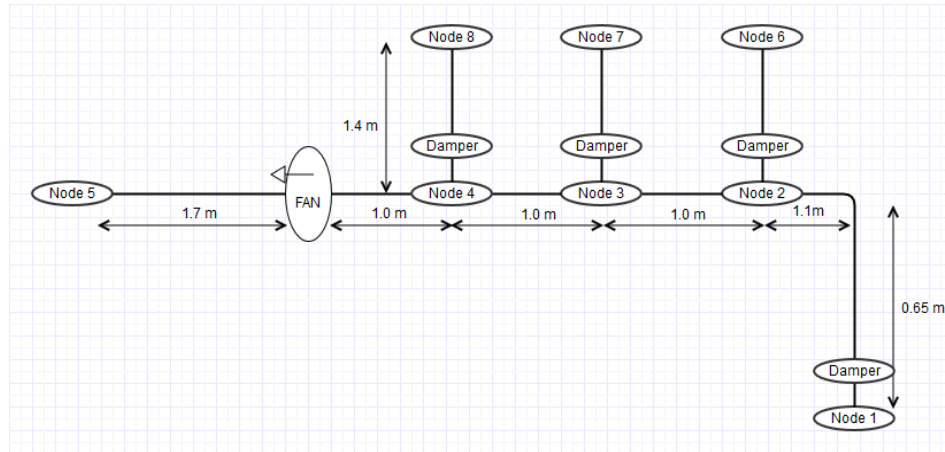 Node 8
Node 7
Node 6
1.4 m
Damper
Damper
Damper
Node 5
FAN
Node 4
Node 3
Node 2
1.7 m
1.0 m
1.0 m
1.0 m
1.1m
0.65 m
Damper
Node 1